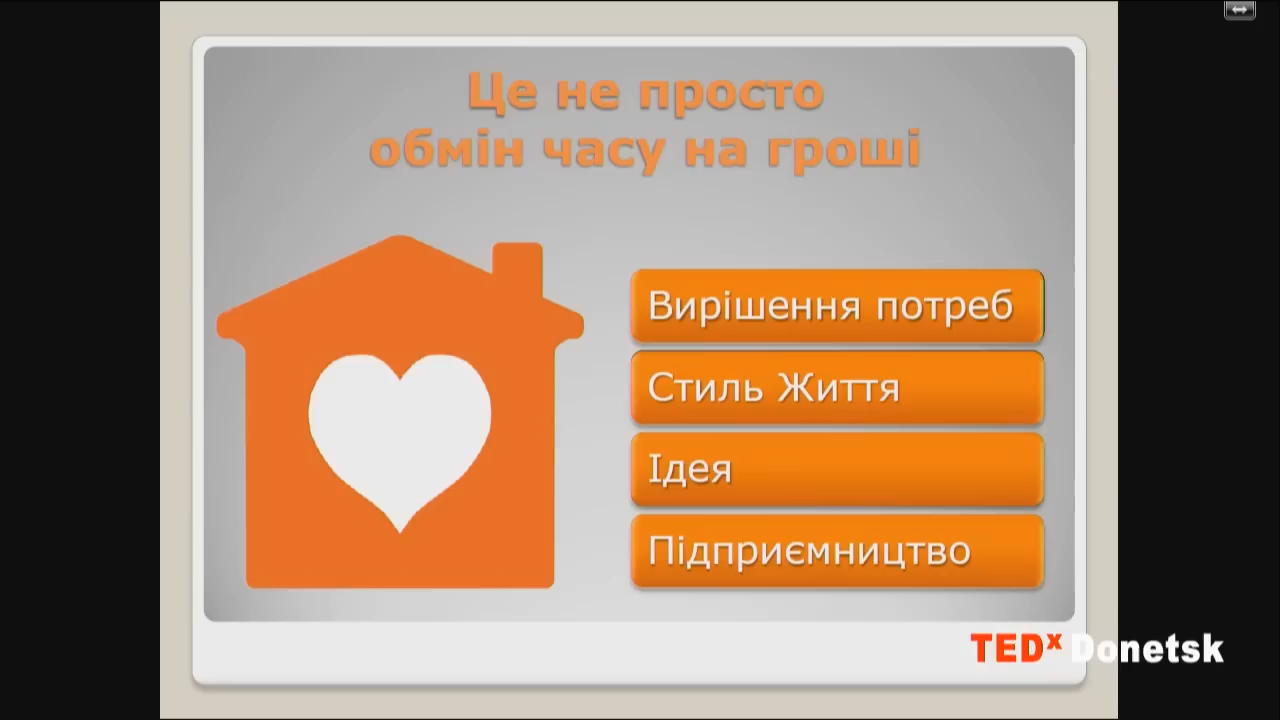 Це не просто
обмін часу на гроші
Вирішення потреб
Стиль Життя
Ідея
Підприємництво
TEDx Donetsk